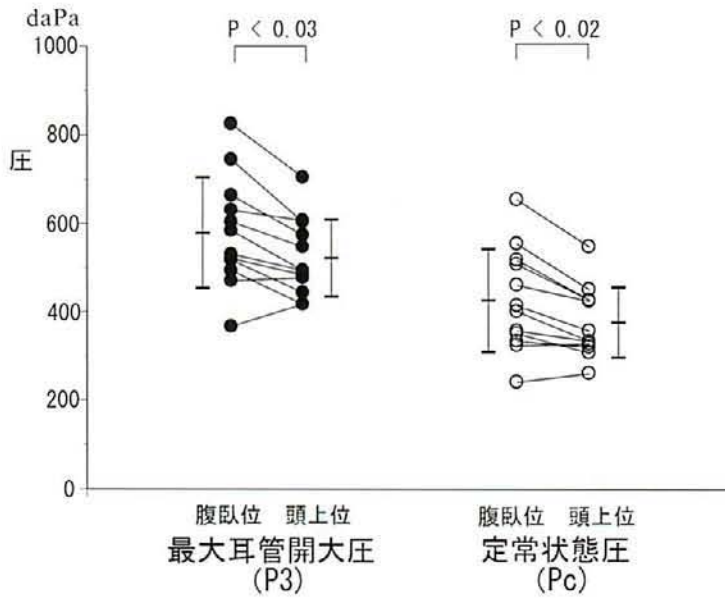 daPa
P < 0.03
P < 0.02
1000
800
圧
600
400
200
0
腹臥位 頭上位
腹臥位 頭上位
最大耳管開大圧
(P3)
定常状態圧
(Pc)